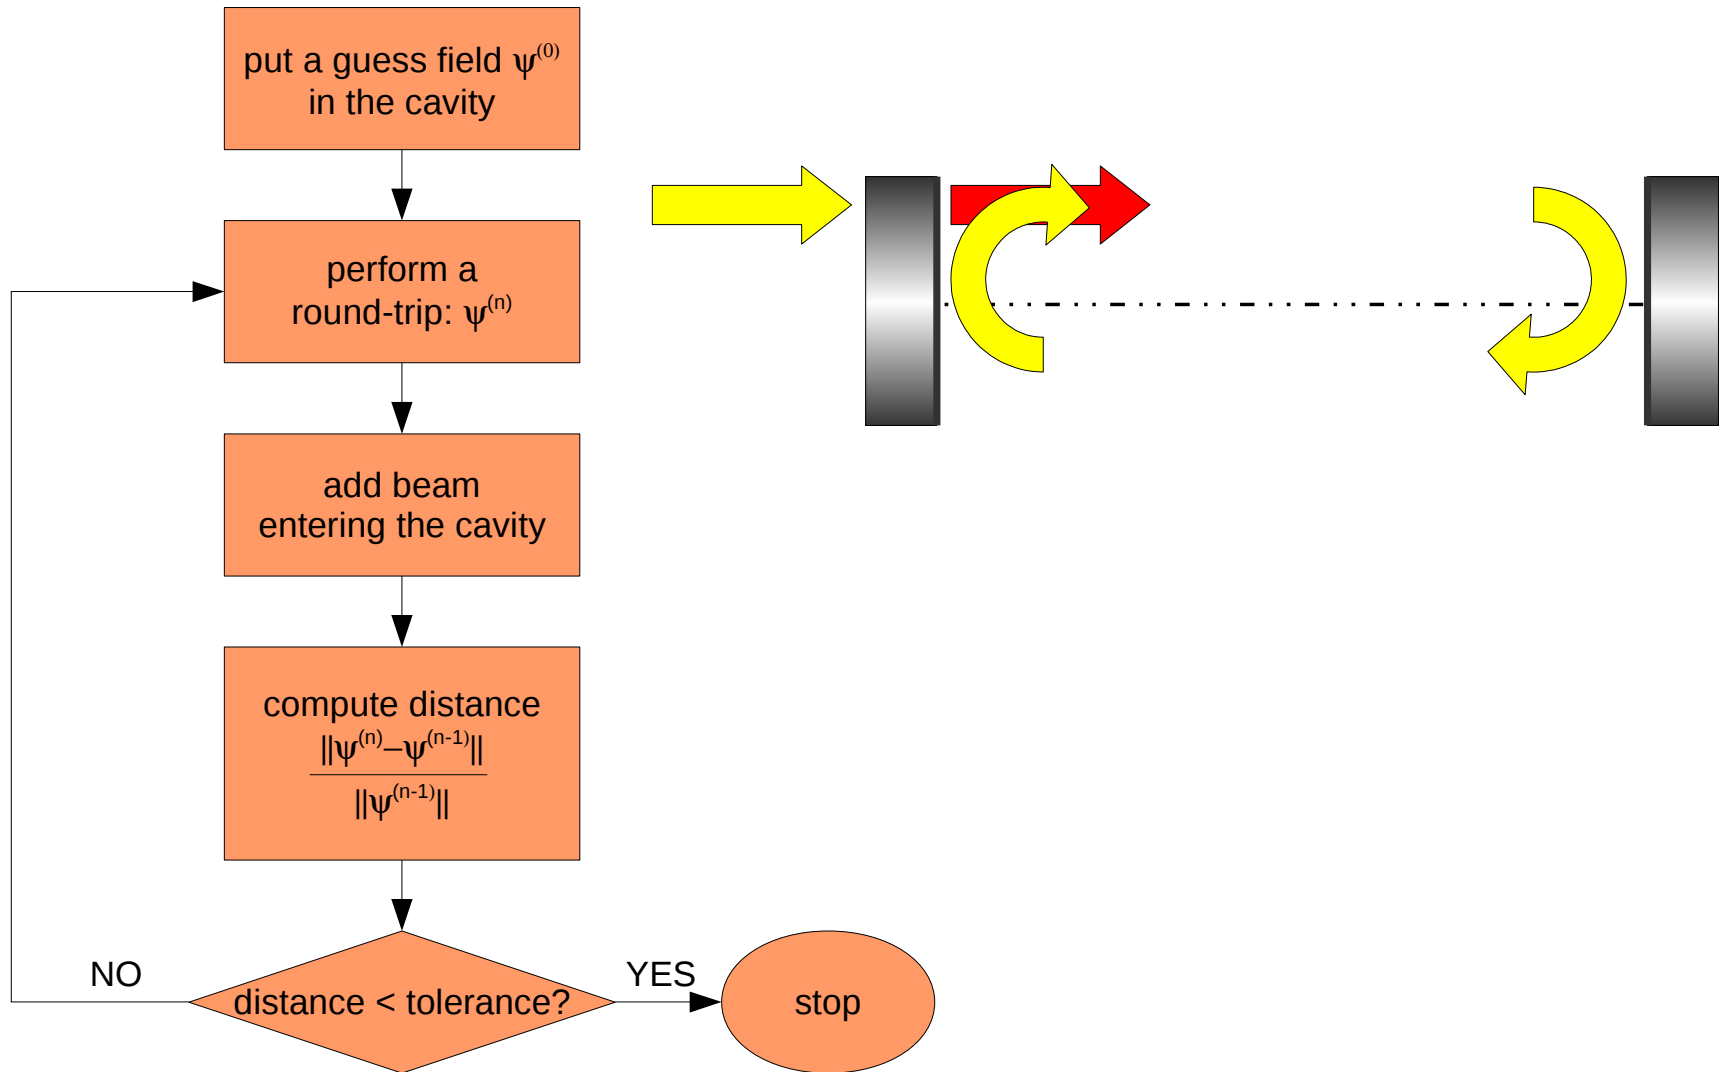 put a guess field ψ⁽⁰⁾
in the cavity
perform a
round-trip: ψ⁽ⁿ⁾
add beam
entering the cavity
compute distance
||ψ⁽ⁿ⁾–ψ⁽ⁿ⁻¹⁾||
||ψ⁽ⁿ⁻¹⁾||
NO
distance < tolerance?
YES
stop